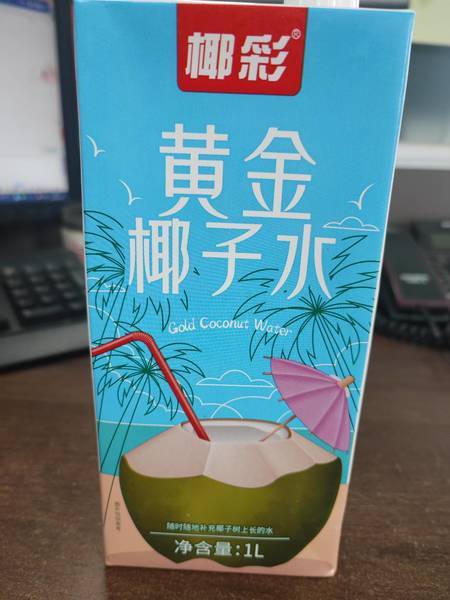 椰彩®
黄金
椰子水
Gold Coconut Water
随时随地补充椰子树上长的水
净含量:1L